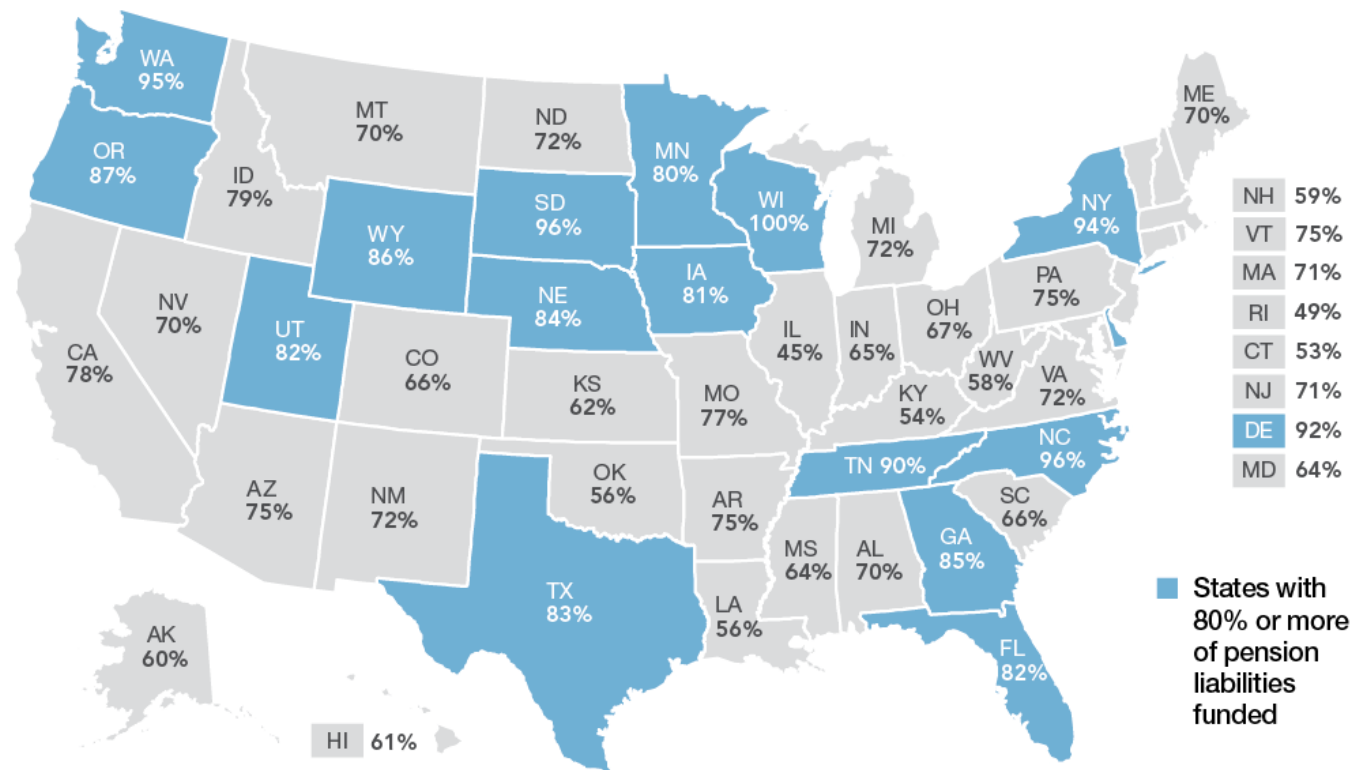 WA
95%
OR
87%
ID
79%
MT
70%
ND
72%
MN
80%
WI
100%
MI
72%
NY
94%
ME
70%
WY
86%
SD
96%
IA
81%
NE
84%
CA
78%
NV
70%
UT
82%
CO
66%
KS
62%
MO
77%
IL
45%
IN
65%
OH
67%
PA
75%
WV
58%
VA
72%
KY
54%
AZ
75%
NM
72%
OK
56%
AR
75%
TN 90%
NC
96%
SC
66%
MS
64%
AL
70%
GA
85%
TX
83%
LA
56%
FL
82%
AK
60%
HI 61%
NH 59%
VT 75%
MA 71%
RI 49%
CT 53%
NJ 71%
DE 92%
MD 64%
States with
80% or more
of pension
liabilities
funded